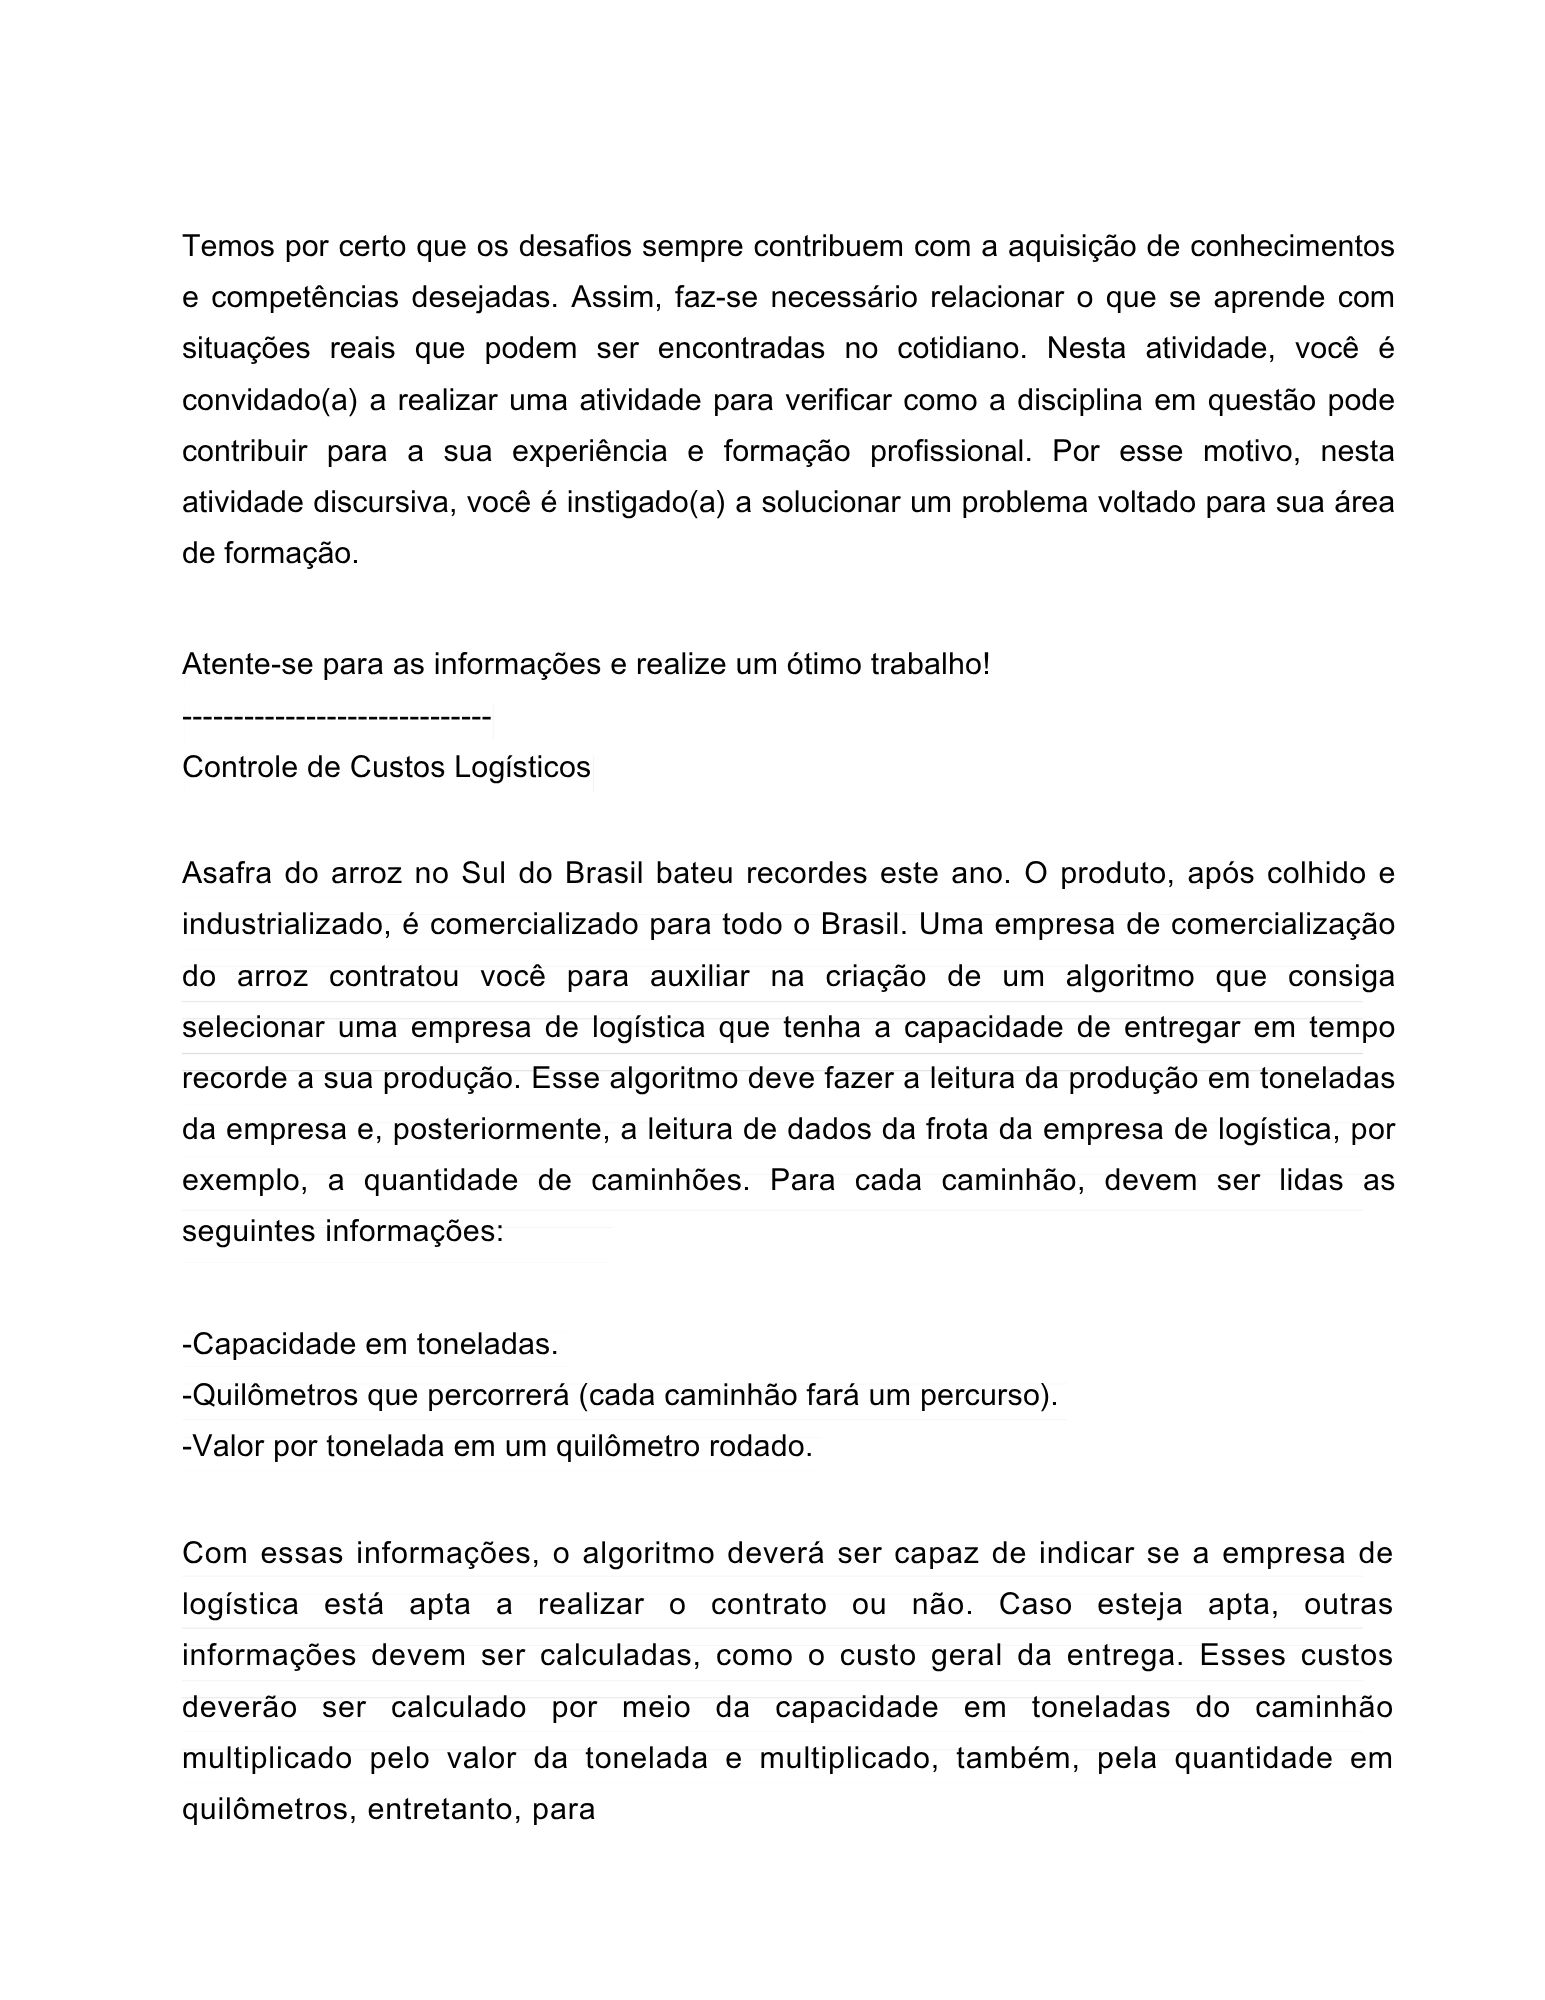 Temos por certo que os desafios sempre contribuem com a aquisição de conhecimentos
e competências desejadas. Assim, faz-se necessário relacionar o que se aprende com
situações reais que podem ser encontradas no cotidiano. Nesta atividade, você é
convidado(a) a realizar uma atividade para verificar como a disciplina em questão pode
contribuir para a sua experiência e formação profissional. Por esse motivo, nesta
atividade discursiva, você é instigado(a) a solucionar um problema voltado para sua área
de formação.
Atente-se para as informações e realize um ótimo trabalho!
------------------------------
Controle de Custos Logísticos
Asafra do arroz no Sul do Brasil bateu recordes este ano. O produto, após colhido e
industrializado, é comercializado para todo o Brasil. Uma empresa de comercialização
do arroz contratou você para auxiliar na criação de um algoritmo que consiga
selecionar uma empresa de logística que tenha a capacidade de entregar em tempo
recorde a sua produção. Esse algoritmo deve fazer a leitura da produção em toneladas
da empresa e, posteriormente, a leitura de dados da frota da empresa de logística, por
exemplo, a quantidade de caminhões. Para cada caminhão, devem ser lidas as
seguintes informações:
-Capacidade em toneladas.
-Quilômetros que percorrerá (cada caminhão fará um percurso).
-Valor por tonelada em um quilômetro rodado.
Com essas informações, o algoritmo deverá ser capaz de indicar se a empresa de
logística está apta a realizar o contrato ou não. Caso esteja apta, outras
informações devem ser calculadas, como o custo geral da entrega. Esses custos
deverão ser calculado por meio da capacidade em toneladas do caminhão
multiplicado pelo valor da tonelada e multiplicado, também, pela quantidade em
quilômetros, entretanto, para